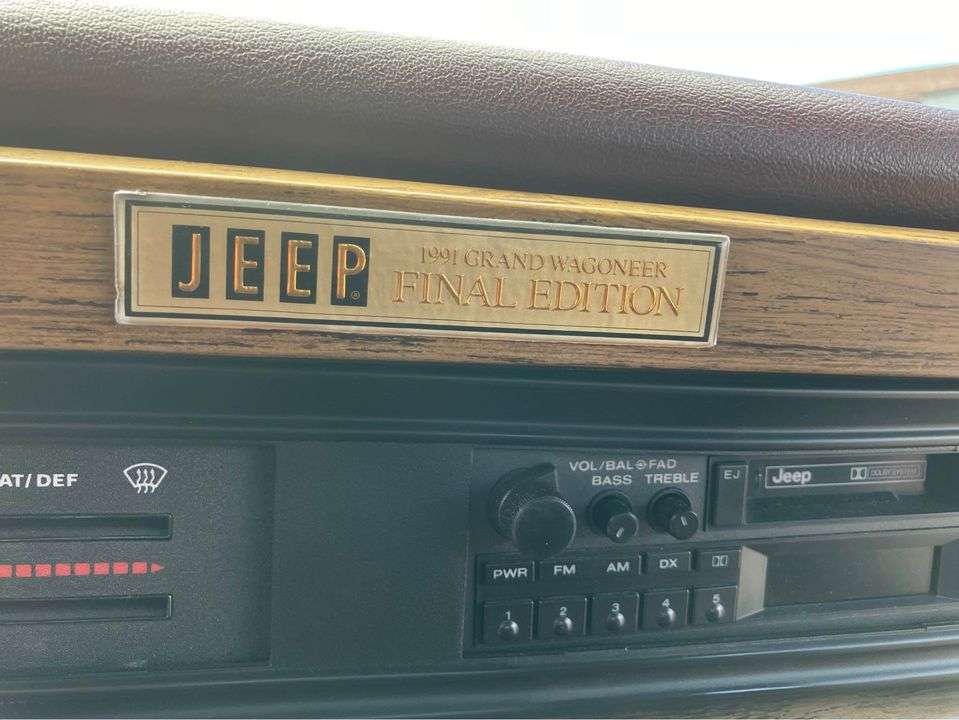 JEEP®
1991 GRAND WAGONEER
FINAL EDITION
AT/DEF
VOL/BAL FAD
BASS TREBLE
EJ
Jeep DOLBY SYSTEM
PWR FM AM DX
1 2 3 4 5